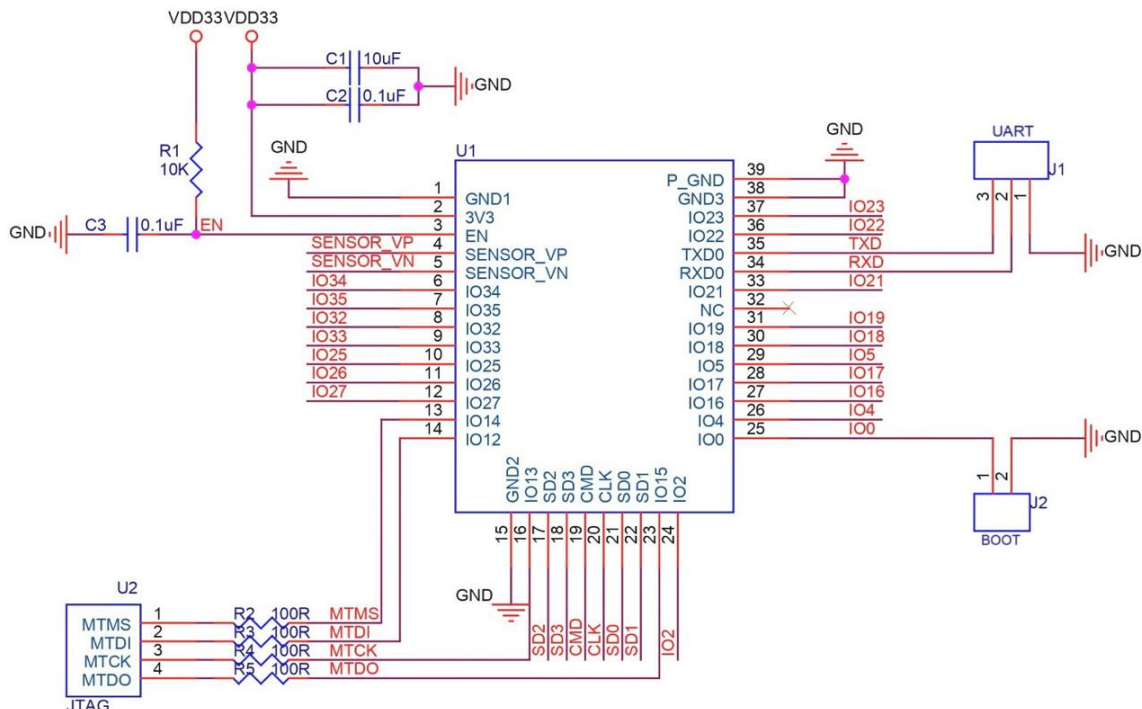 VDD33 VDD33
C1 10uF
GND
C2 0.1uF
R1
10K
GND
C3 0.1uF EN
GND
U1
1 GND1
2 3V3
3 EN
SENSOR_VP 4 SENSOR_VP
SENSOR_VN 5 SENSOR_VN
IO34 6 IO34
IO35 7 IO35
IO32 8 IO32
IO33 9 IO33
IO25 10 IO25
IO26 11 IO26
IO27 12 IO27
13 IO14
14 IO12
GND
P_GND 39
GND3 38
IO23 37 IO23
IO22 36 IO22
TXD0 35 TXD
RXD0 34 RXD
IO21 33 IO21
NC 32
IO19 31 IO19
IO18 30 IO18
IO5 29 IO5
IO17 28 IO17
IO16 27 IO16
IO4 26 IO4
IO0 25 IO0
UART
J1
3 2 1
GND
GND
1 2
J2
BOOT
GND2 IO13 SD2 SD3 CMD CLK SD0 SD1 IO15 IO2
15 16 17 18 19 20 21 22 23 24
GND
SD2 SD3 CMD CLK SD0 SD1 IO2
U2
MTMS 1 R2 100R MTMS
MTDI 2 R3 100R MTDI
MTCK 3 R4 100R MTCK
MTDO 4 R5 100R MTDO
JTAG